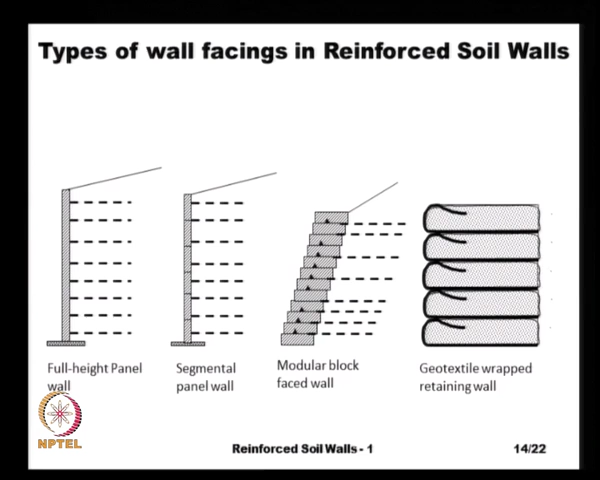 Types of wall facings in Reinforced Soil Walls
Full-height Panel
wall
Segmental
panel wall
Modular block
faced wall
Geotextile wrapped
retaining wall
NPTEL
Reinforced Soil Walls - 1
14/22